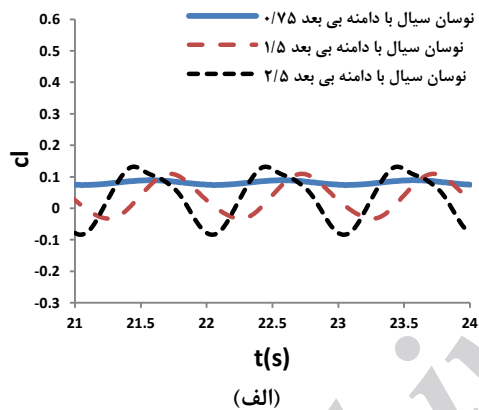 نوسان سیال با دامنه بی بعد ۰/۷۵
نوسان سیال با دامنه بی بعد ۱/۵
نوسان سیال با دامنه بی بعد ۲/۵
0.6
0.5
0.4
0.3
0.2
0.1
0
-0.1
-0.2
-0.3
cl
21 21.5 22 22.5 23 23.5 24
t(s)
(الف)